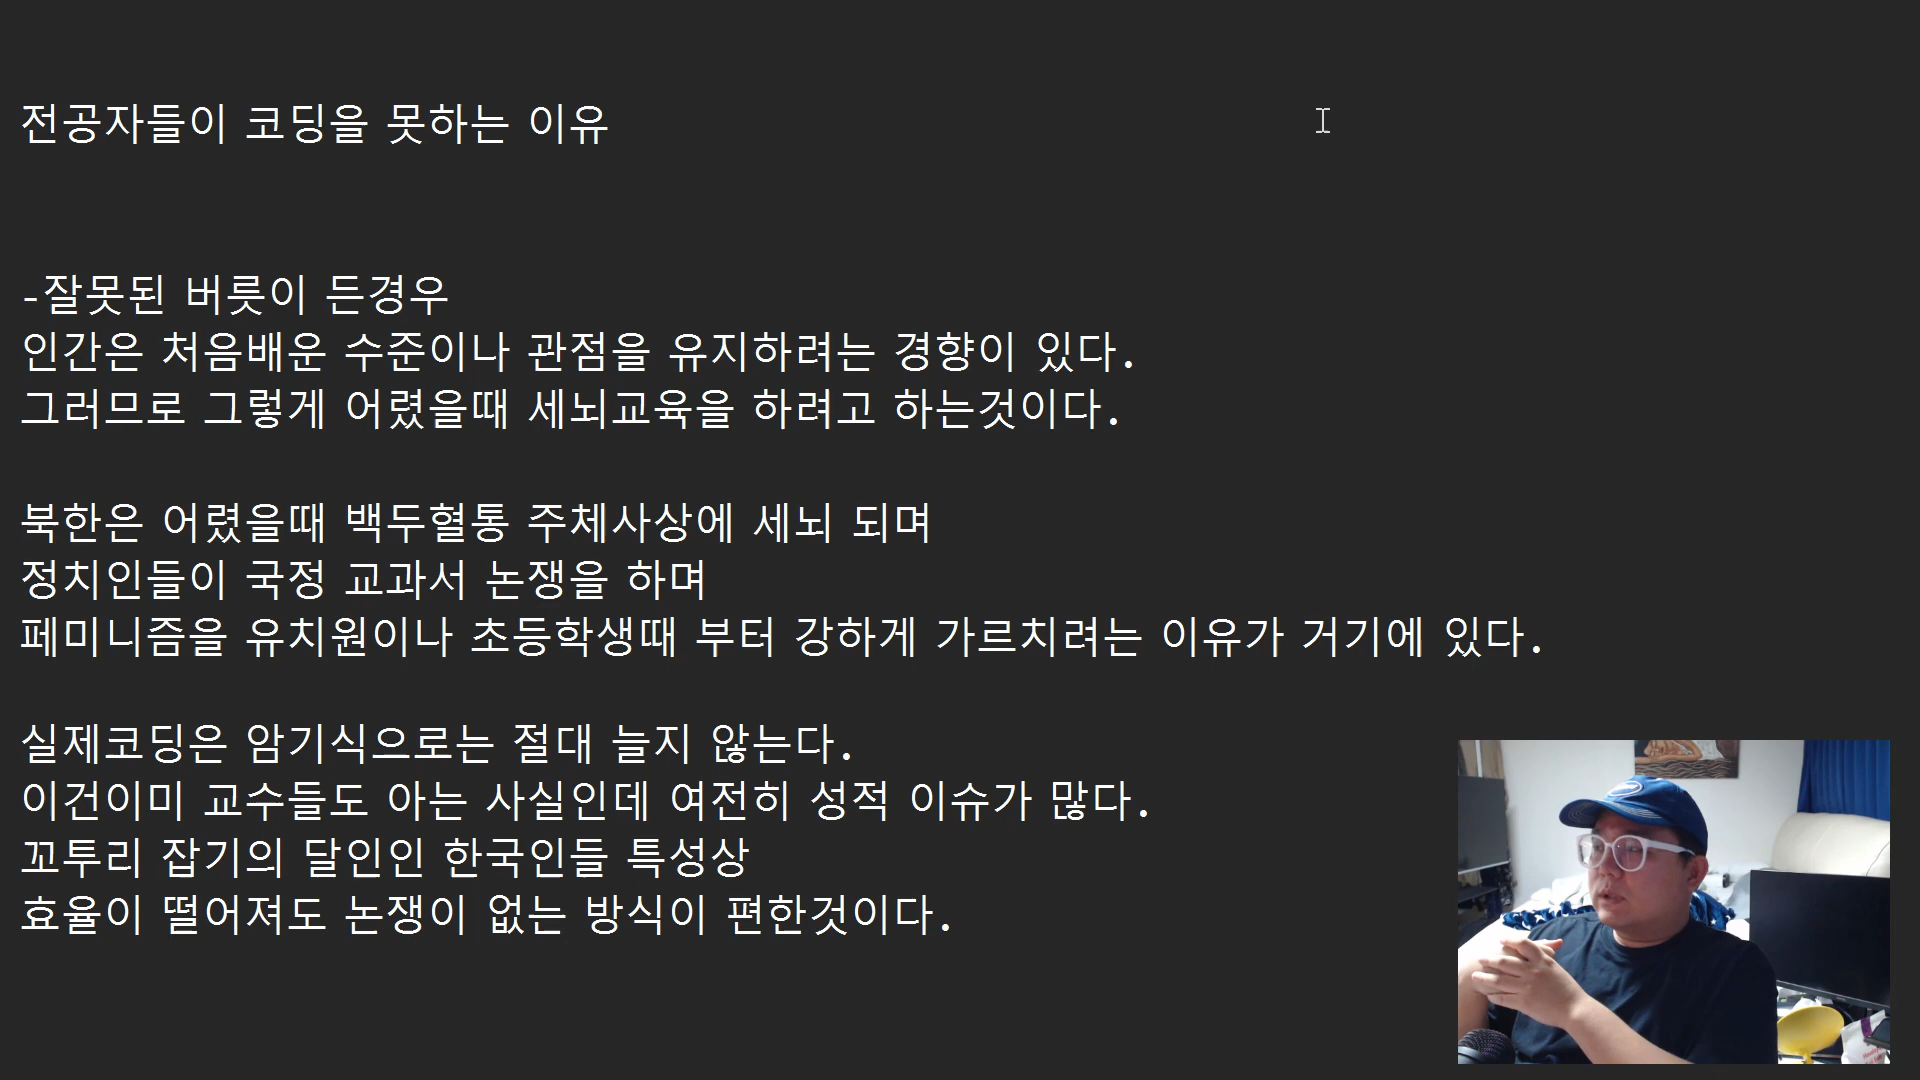 전공자들이 코딩을 못하는 이유
-잘못된 버릇이 든경우
인간은 처음배운 수준이나 관점을 유지하려는 경향이 있다.
그러므로 그렇게 어렸을때 세뇌교육을 하려고 하는것이다.
북한은 어렸을때 백두혈통 주체사상에 세뇌 되며
정치인들이 국정 교과서 논쟁을 하며
페미니즘을 유치원이나 초등학생때 부터 강하게 가르치려는 이유가 거기에 있다.
실제코딩은 암기식으로는 절대 늘지 않는다.
이건이미 교수들도 아는 사실인데 여전히 성적 이슈가 많다.
꼬투리 잡기의 달인인 한국인들 특성상
효율이 떨어져도 논쟁이 없는 방식이 편한것이다.